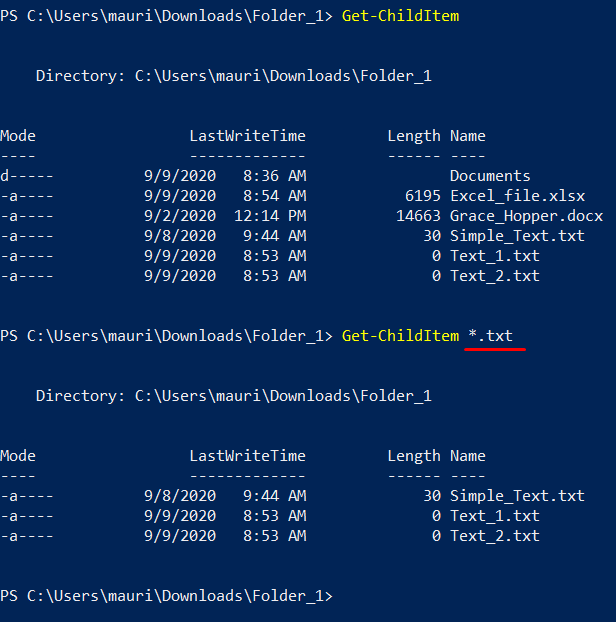 PS C:\Users\mauri\Downloads\Folder_1> Get-ChildItem
Directory: C:\Users\mauri\Downloads\Folder_1
Mode                 LastWriteTime         Length Name
----                 -------------         ------ ----
d-----          9/9/2020   8:36 AM                Documents
-a----          9/9/2020   8:54 AM           6195 Excel_file.xlsx
-a----          9/2/2020  12:14 PM          14663 Grace_Hopper.docx
-a----          9/8/2020   9:44 AM             30 Simple_Text.txt
-a----          9/9/2020   8:53 AM              0 Text_1.txt
-a----          9/9/2020   8:53 AM              0 Text_2.txt
PS C:\Users\mauri\Downloads\Folder_1> Get-ChildItem *.txt
Directory: C:\Users\mauri\Downloads\Folder_1
Mode                 LastWriteTime         Length Name
----                 -------------         ------ ----
-a----          9/8/2020   9:44 AM             30 Simple_Text.txt
-a----          9/9/2020   8:53 AM              0 Text_1.txt
-a----          9/9/2020   8:53 AM              0 Text_2.txt
PS C:\Users\mauri\Downloads\Folder_1>